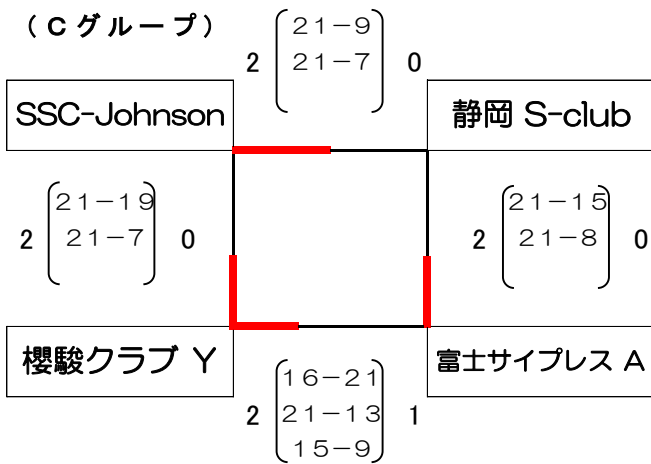 (Cグループ)
2 21-9 0
21-7
SSC-Johnson
静岡 S-club
2 21-19 0
21-7
2 21-15 0
21-8
櫻駿クラブ Y
富士サイプレス A
16-21
2 21-13 1
15-9